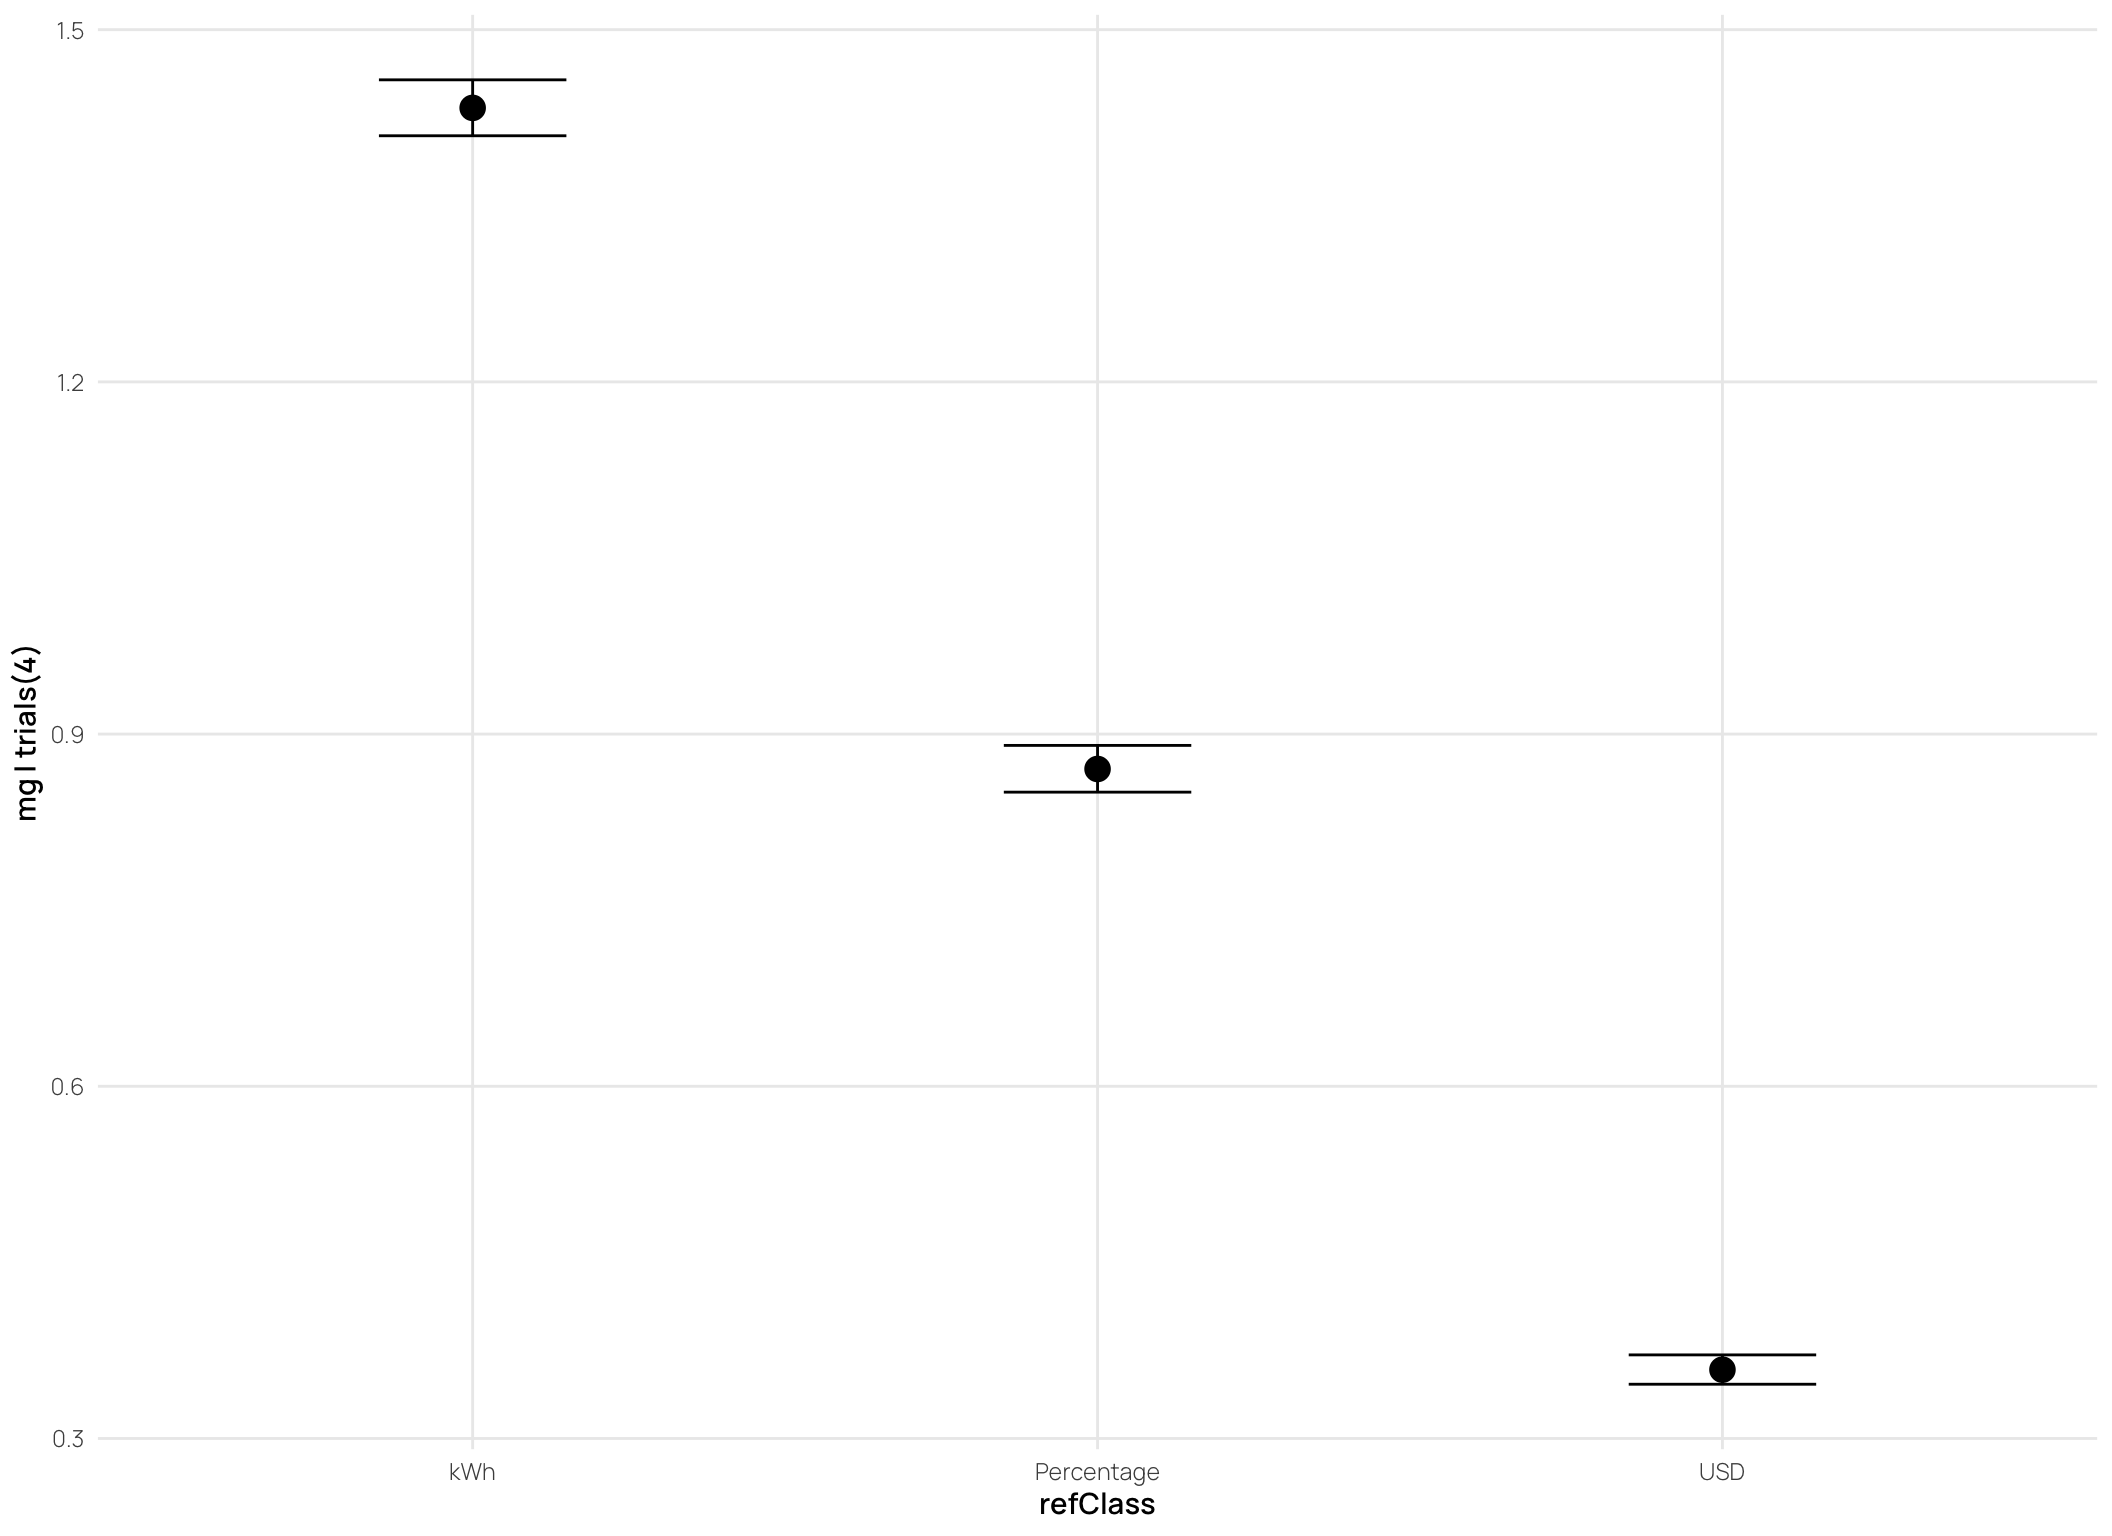 1.5
1.2
0.9
0.6
0.3
mg | trials(4)
kWh
Percentage
USD
refClass